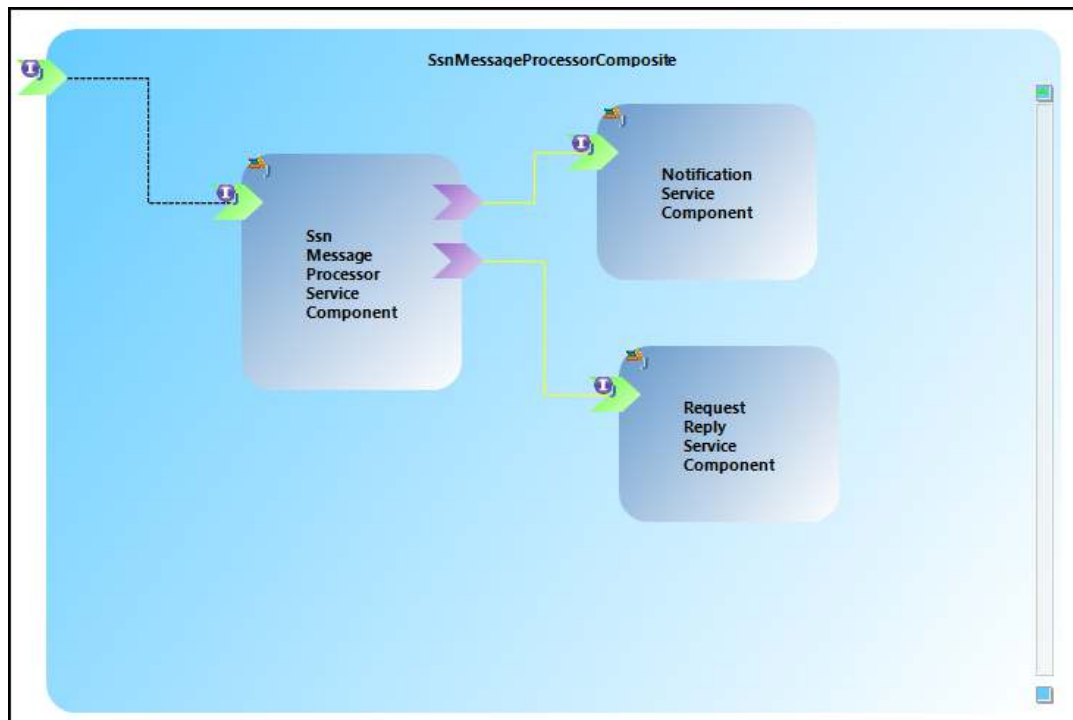 SsnMessageProcessorComposite
Notification
Service
Component
Ssn
Message
Processor
Service
Component
Request
Reply
Service
Component